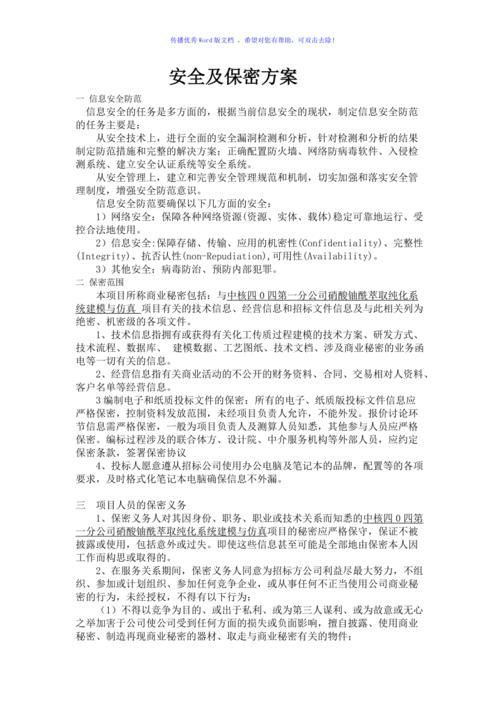 传播优秀Word版文档 ，希望对您有帮助，可双击去除！
安全及保密方案
一 信息安全防范
信息安全的任务是多方面的，根据当前信息安全的现状，制定信息安全防范
的任务主要是：
从安全技术上，进行全面的安全漏洞检测和分析，针对检测和分析的结果
制定防范措施和完整的解决方案；正确配置防火墙、网络防病毒软件、入侵检
测系统、建立安全认证系统等安全系统。
从安全管理上，建立和完善安全管理规范和机制，切实加强和落实安全管
理制度，增强安全防范意识。
信息安全防范要确保以下几方面的安全：
1）网络安全：保障各种网络资源(资源、实体、载体)稳定可靠地运行、受
控合法地使用。
2）信息安全:保障存储、传输、应用的机密性(Confidentiality)、完整性
(Integrity)、抗否认性(non-Repudiation),可用性(Availability)。
3）其他安全：病毒防治、预防内部犯罪。
二 保密范围
本项目所称商业秘密包括：与中核四0四第一分公司硝酸铀酰萃取纯化系
统建模与仿真 项目有关的技术信息、经营信息和招标文件信息及与此相关列为
绝密、机密级的各项文件。
1、技术信息指拥有或获得有关化工传质过程建模的技术方案、研发方式、
技术流程、数据库、 建模数据、工艺图纸、技术文档、涉及商业秘密的业务函
电等一切有关的信息。
2、经营信息指有关商业活动的不公开的财务资料、合同、交易相对人资料、
客户名单等经营信息。
3 编制电子和纸质投标文件的保密：所有的电子、纸质版投标文件信息应
严格保密，控制资料发放范围，未经项目负责人允许，不能外发。报价讨论环
节信息需严格保密，一般为项目负责人及测算人员知悉，其他参与人员应严格
保密。编标过程涉及的联合体方、设计院、中介服务机构等外部人员，应约定
保密条款，签署保密协议
4、投标人愿意遵从招标公司使用办公电脑及笔记本的品牌，配置等的各项
要求，及时格式化笔记本电脑确保信息不外漏。
三 项目人员的保密义务
1、保密义务人对其因身份、职务、职业或技术关系而知悉的中核四0四第
一分公司硝酸铀酰萃取纯化系统建模与仿真项目的秘密应严格保守，保证不被
披露或使用，包括意外或过失。即使这些信息甚至可能是全部地由保密本人因
工作而构思或取得的。
2、在服务关系期间，保密义务人同意为招标方公司利益尽最大努力，不组
织、参加或计划组织、参加任何竞争企业，或从事任何不正当使用公司商业秘
密的行为，未经授权，不得有以下行为：
（1）不得以竞争为目的、或出于私利、或为第三人谋利、或为故意或无心
之举加害于公司使公司受到任何方面的损失或负面影响，擅自披露、使用商业
秘密、制造再现商业秘密的器材、取走与商业秘密有关的物件；